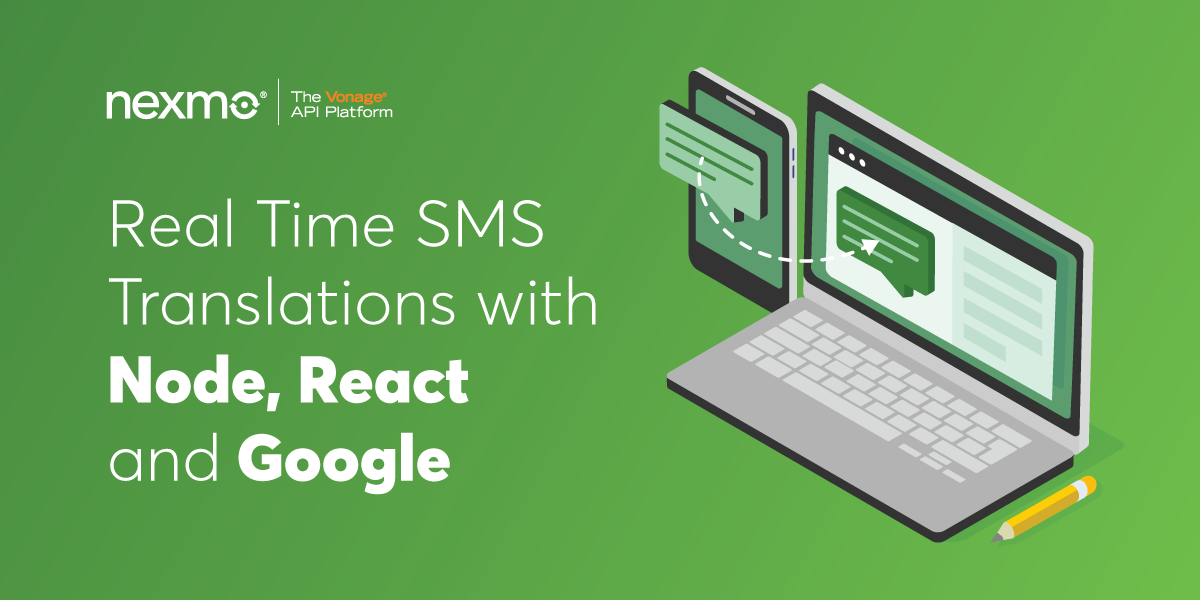 nexmo®
The Vonage®
API Platform
Real Time SMS
Translations with
Node, React
and Google